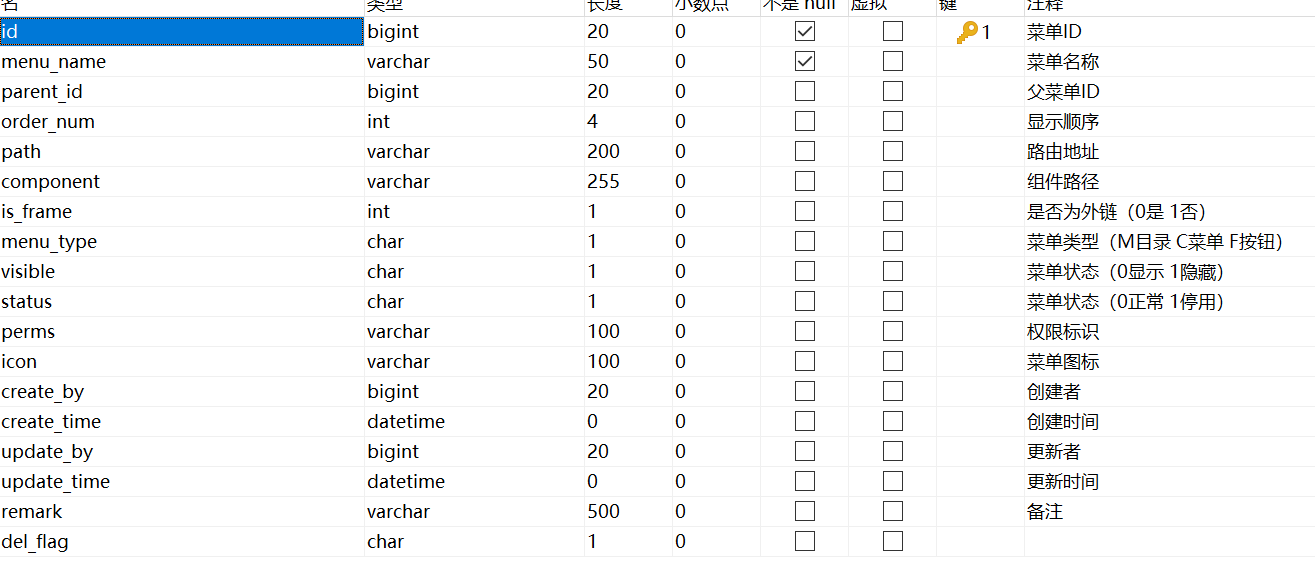 名 类型 长度 小数点 不是 null 虚拟 键 注释
id bigint 20 0 1 菜单ID
menu_name varchar 50 0 菜单名称
parent_id bigint 20 0 父菜单ID
order_num int 4 0 显示顺序
path varchar 200 0 路由地址
component varchar 255 0 组件路径
is_frame int 1 0 是否为外链（0是 1否）
menu_type char 1 0 菜单类型（M目录 C菜单 F按钮）
visible char 1 0 菜单状态（0显示 1隐藏）
status char 1 0 菜单状态（0正常 1停用）
perms varchar 100 0 权限标识
icon varchar 100 0 菜单图标
create_by bigint 20 0 创建者
create_time datetime 0 0 创建时间
update_by bigint 20 0 更新者
update_time datetime 0 0 更新时间
remark varchar 500 0 备注
del_flag char 1 0